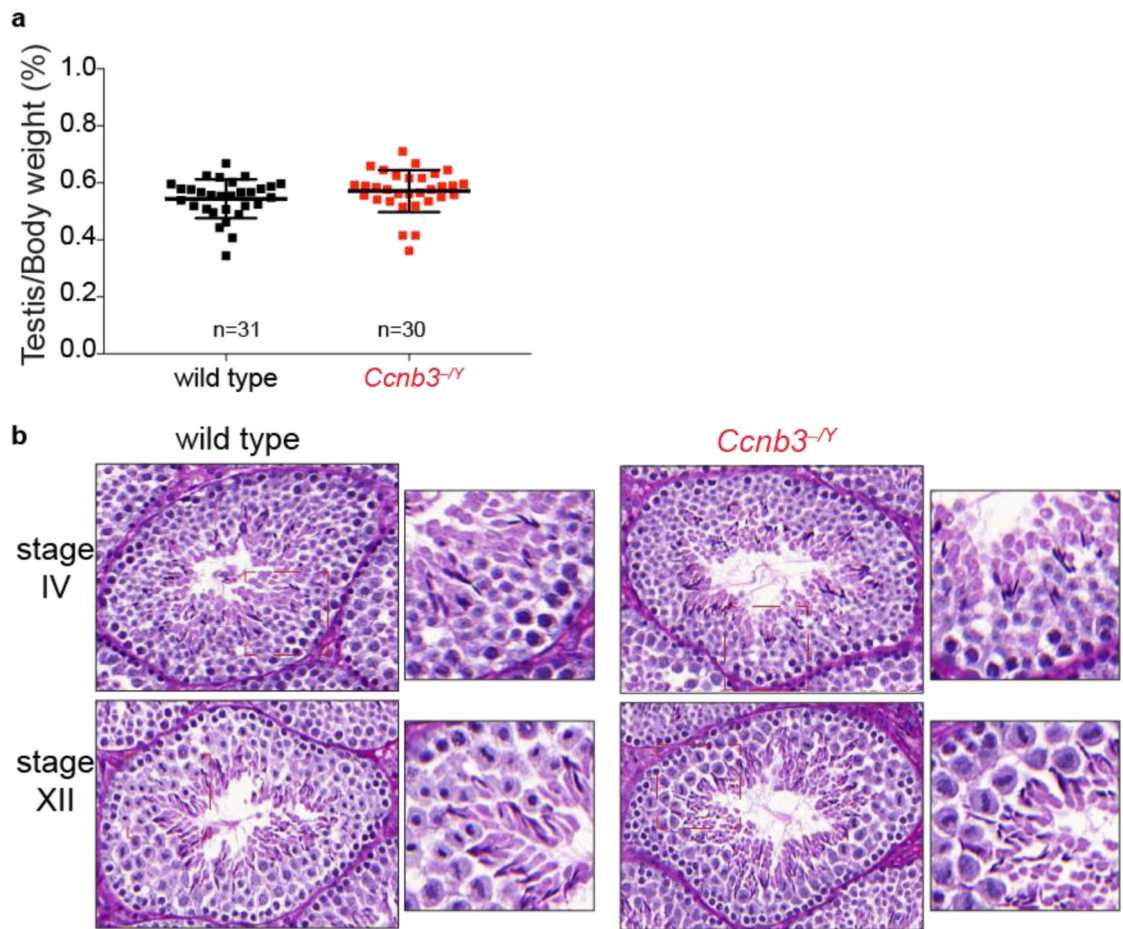 a
Testis/Body weight (%)
1.0
0.8
0.6
0.4
0.2
0.0
n=31
n=30
wild type
Ccnb3–/Y
b
wild type
Ccnb3–/Y
stage
IV
stage
XII